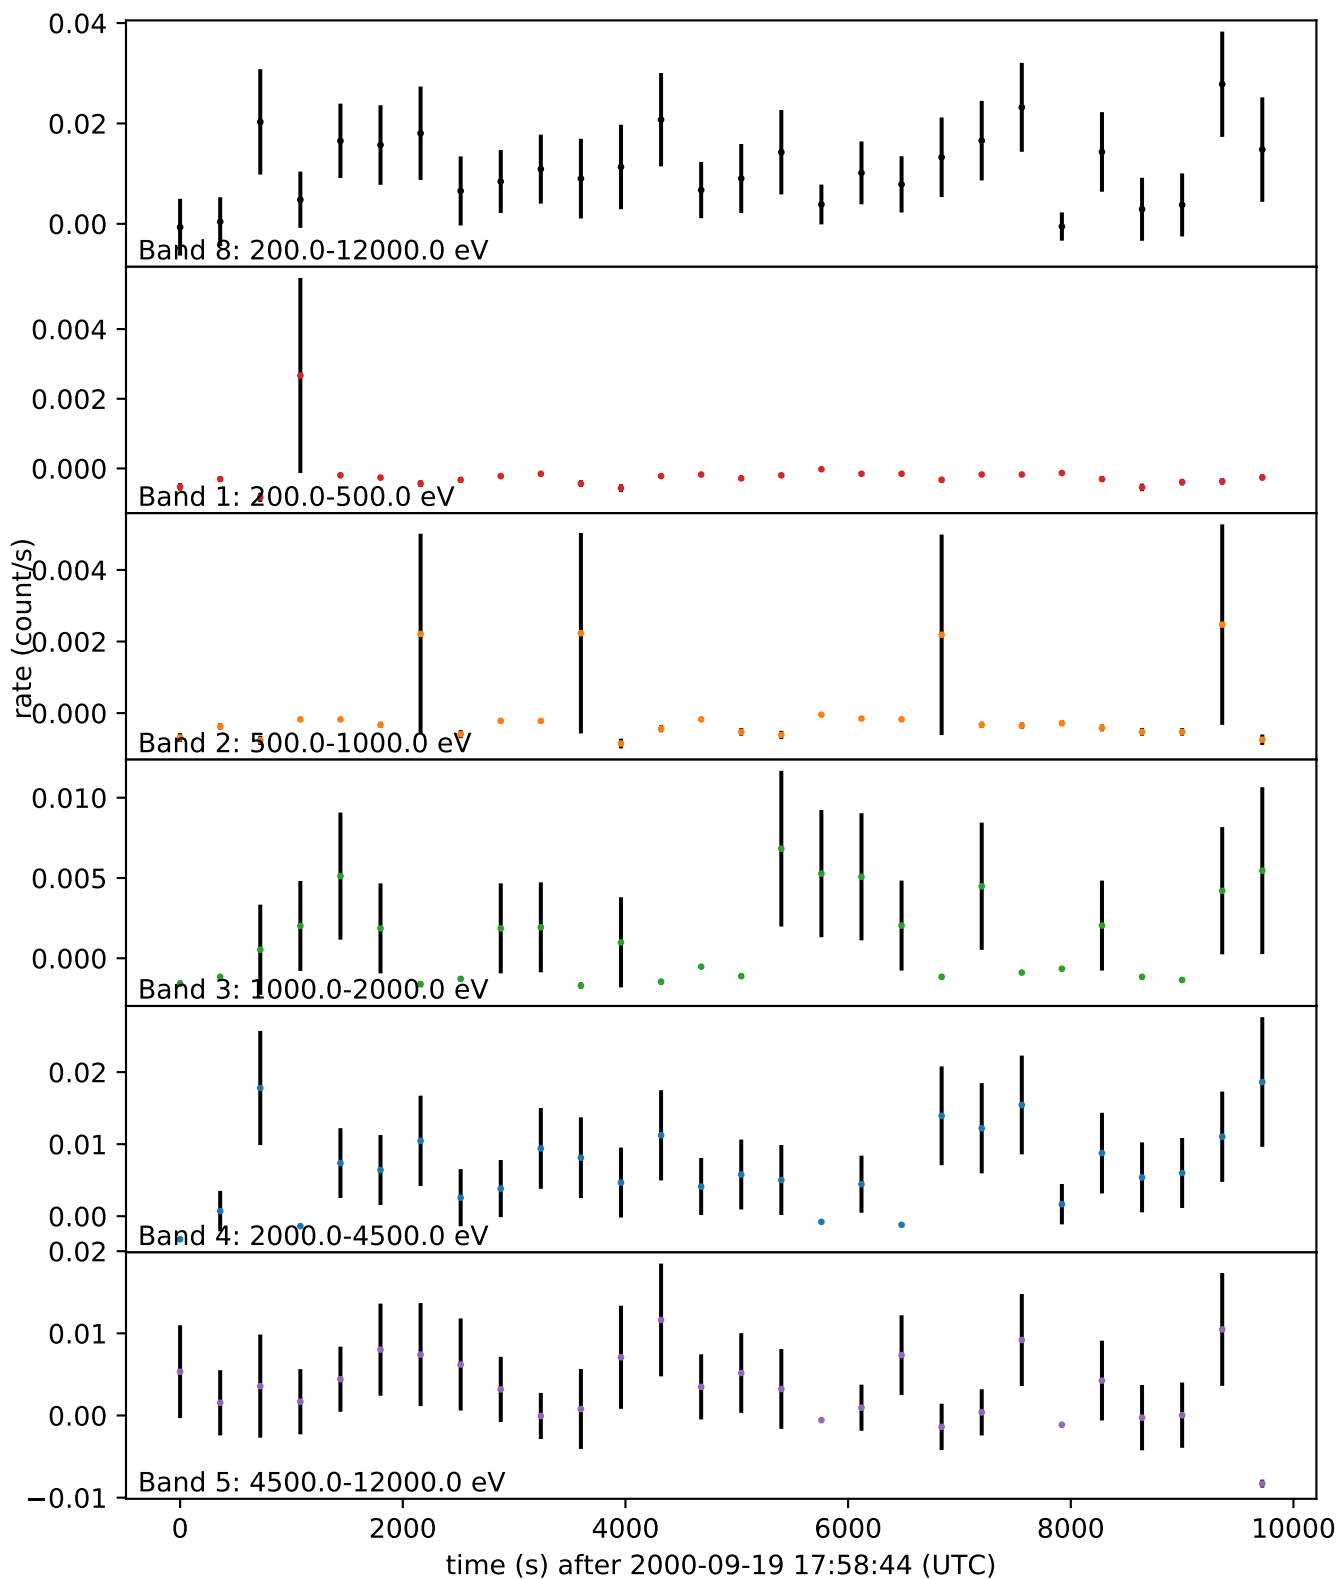 0.04
0.02
0.00
Band 8: 200.0-12000.0 eV
0.004
0.002
0.000
Band 1: 200.0-500.0 eV
rate (count/s)
0.004
0.002
0.000
Band 2: 500.0-1000.0 eV
0.010
0.005
0.000
Band 3: 1000.0-2000.0 eV
0.02
0.01
0.00
Band 4: 2000.0-4500.0 eV
0.02
0.01
0.00
−0.01
Band 5: 4500.0-12000.0 eV
0 2000 4000 6000 8000 10000
time (s) after 2000-09-19 17:58:44 (UTC)